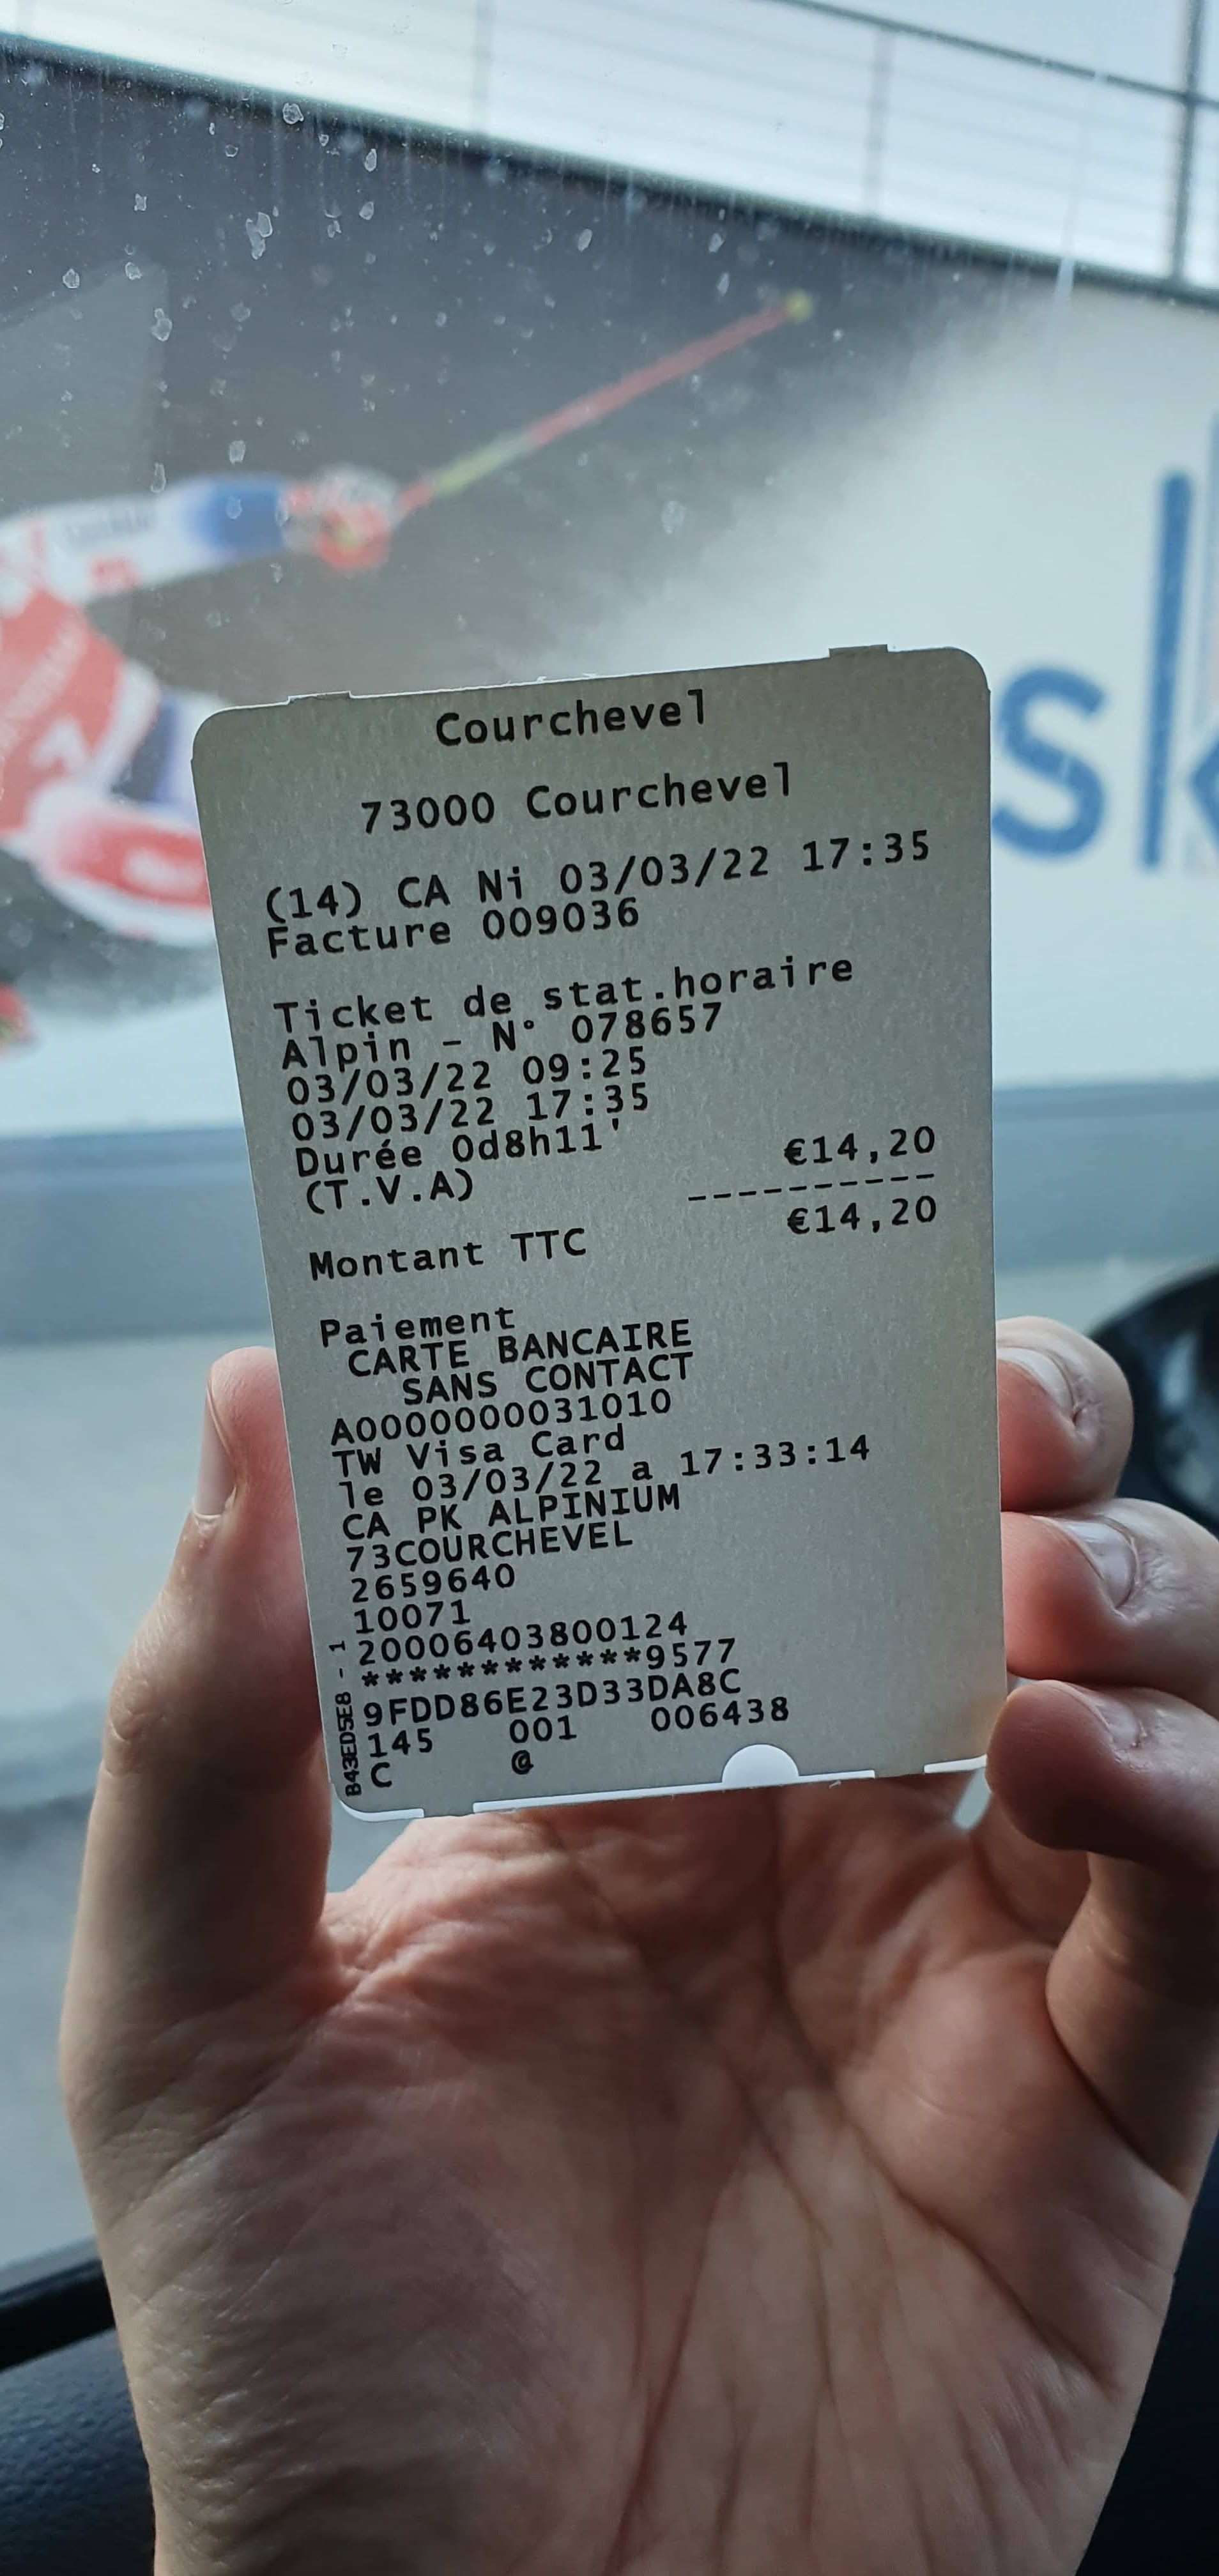 Courchevel
73000 Courchevel
(14) CA Ni 03/03/22 17:35
Facture 009036
Ticket de stat.horaire
Alpin - N° 078657
03/03/22 09:25
03/03/22 17:35
Durée 0d8h11'
(T.V.A) €14,20
----------
Montant TTC €14,20
Paiement
CARTE BANCAIRE
SANS CONTACT
A0000000031010
TW Visa Card
le 03/03/22 a 17:33:14
CA PK ALPINIUM
73COURCHEVEL
2659640
10071
20006403800124
************9577
9FDD86E23D33DA8C
145 001 006438
C @
B43ED5E8 - 1
sk